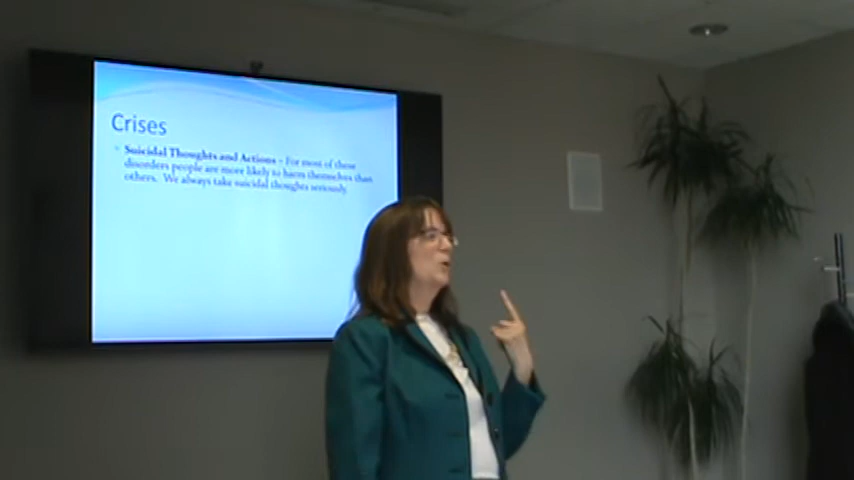 Crises
Suicidal Thoughts and Actions – For most of these
disorders people are more likely to harm themselves than
others. We always take suicidal thoughts seriously.